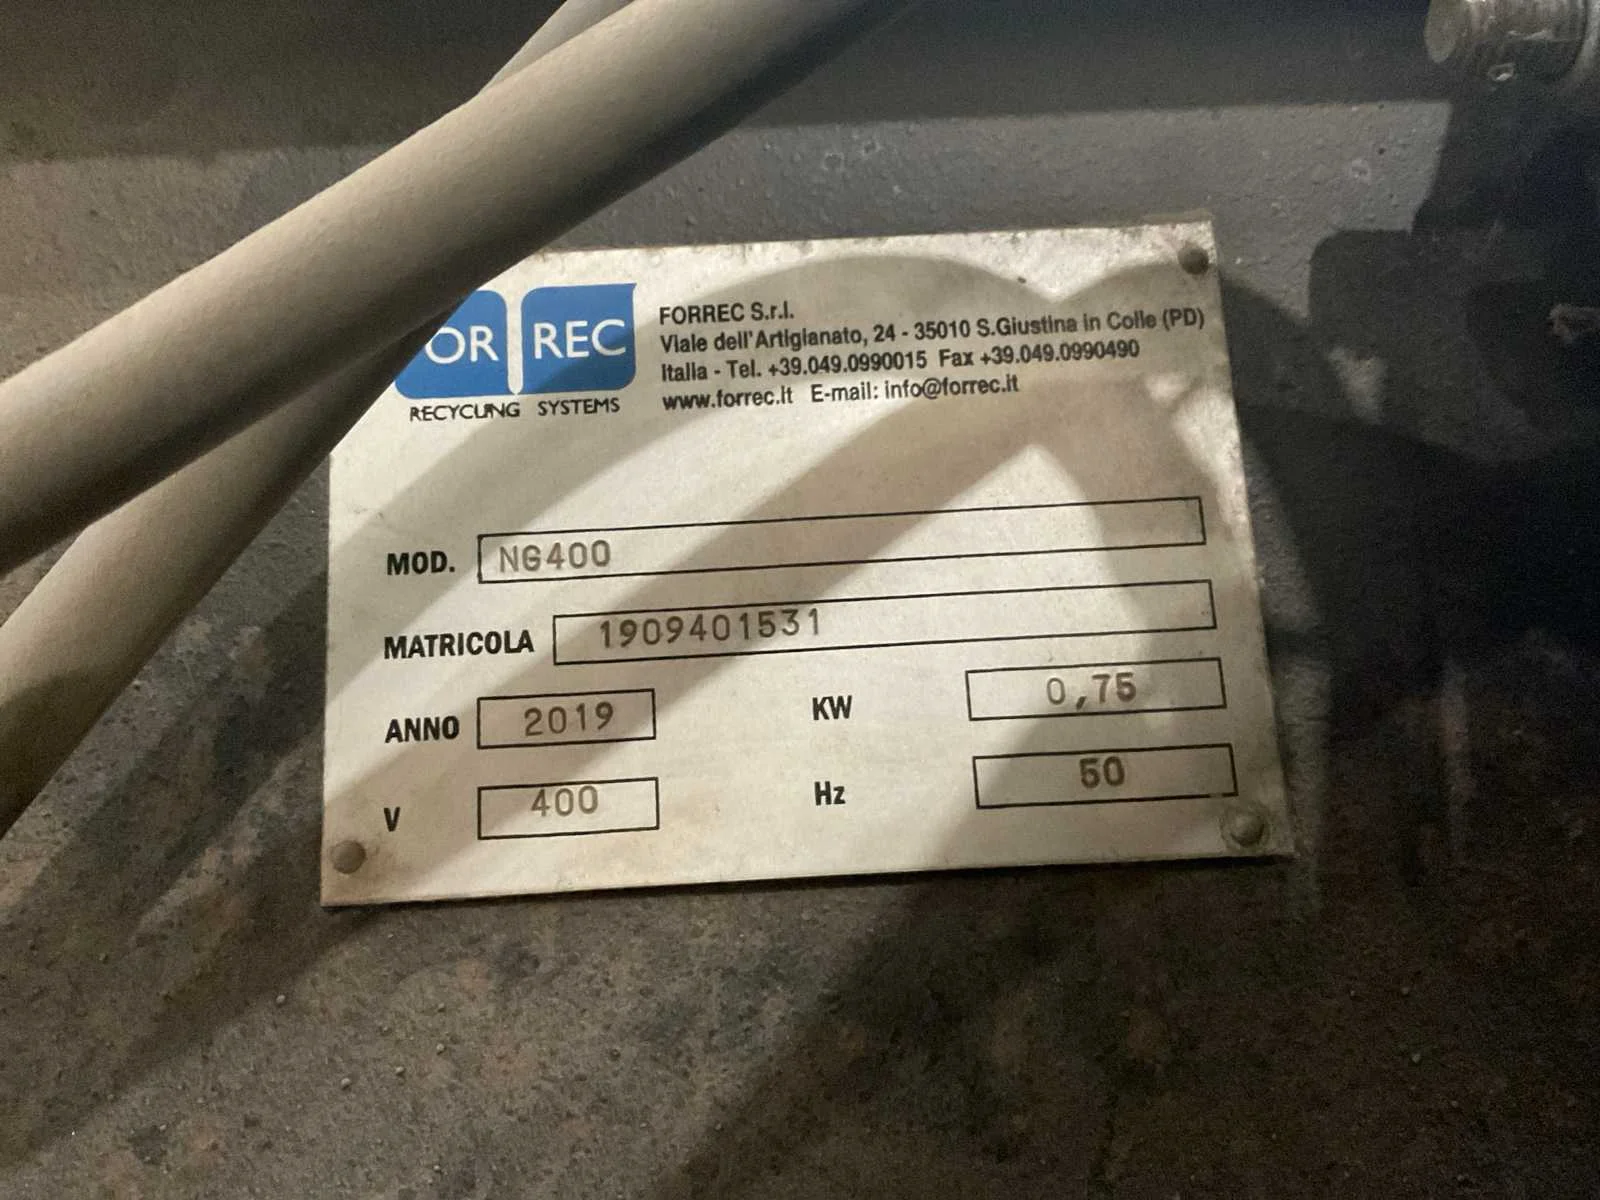 OR REC
RECYCLING SYSTEMS
FORREC S.r.l.
Viale dell'Artigianato, 24 - 35010 S.Giustina in Colle (PD)
Italia - Tel. +39.049.0990015 Fax +39.049.0990490
www.forrec.it E-mail: info@forrec.it
MOD. NG400
MATRICOLA 1909401531
ANNO 2019 KW 0,75
V 400 Hz 50